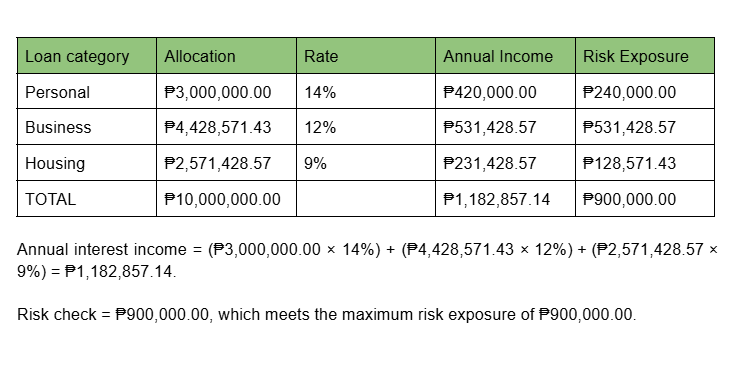 Loan category Allocation Rate Annual Income Risk Exposure
Personal ₱3,000,000.00 14% ₱420,000.00 ₱240,000.00
Business ₱4,428,571.43 12% ₱531,428.57 ₱531,428.57
Housing ₱2,571,428.57 9% ₱231,428.57 ₱128,571.43
TOTAL ₱10,000,000.00 ₱1,182,857.14 ₱900,000.00
Annual interest income = (₱3,000,000.00 × 14%) + (₱4,428,571.43 × 12%) + (₱2,571,428.57 ×
9%) = ₱1,182,857.14.
Risk check = ₱900,000.00, which meets the maximum risk exposure of ₱900,000.00.